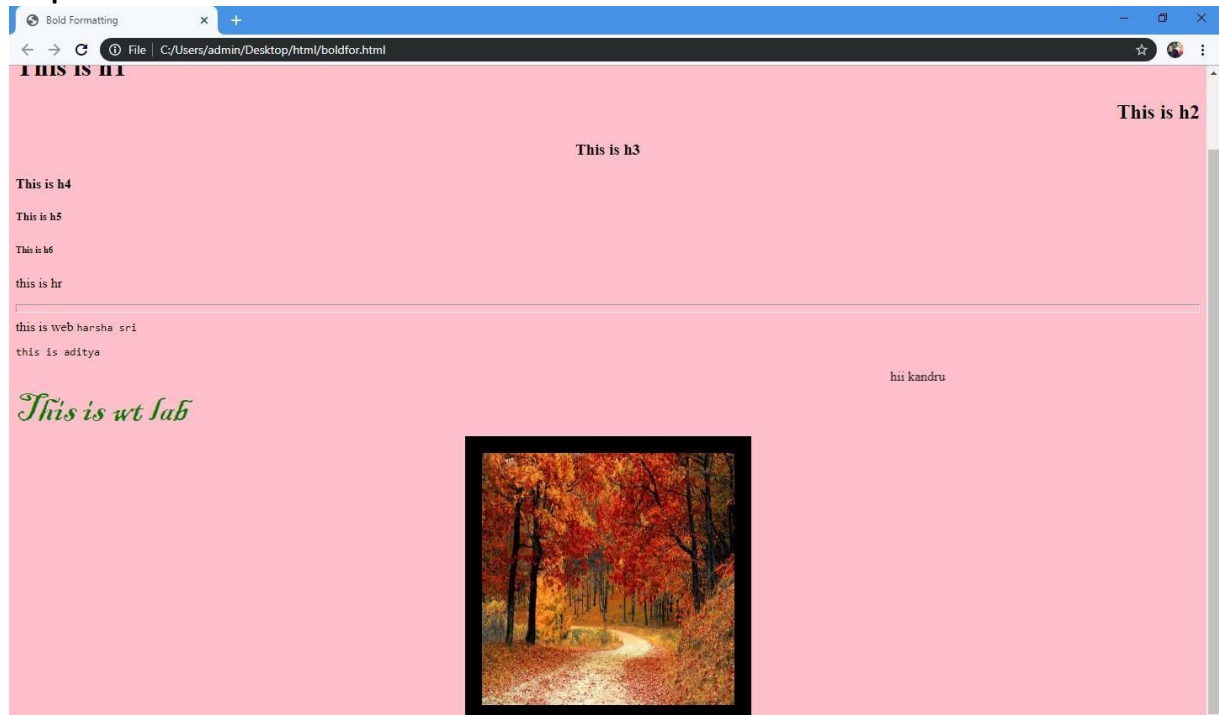 Bold Formatting
File | C:/Users/admin/Desktop/html/boldfor.html
This is h1
This is h2
This is h3
This is h4
This is h5
This is h6
this is hr
this is web harsha sri
this is aditya
hii kandru
This is wt lab